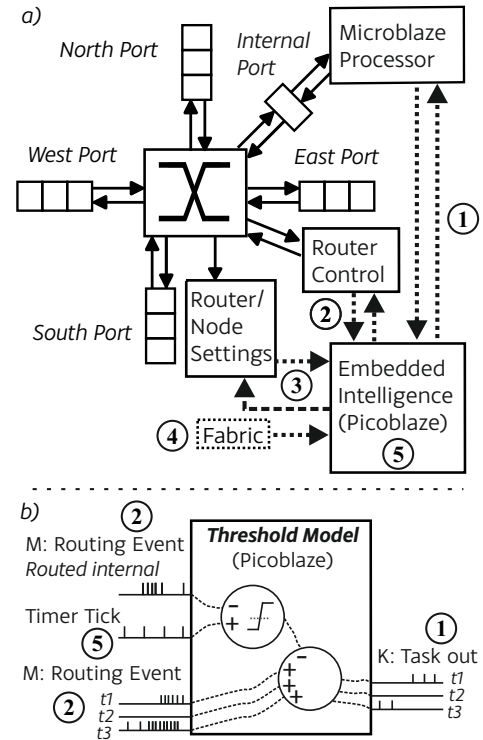 a)
North Port
Internal
Port
Microblaze
Processor
West Port
East Port
1
Router
Control
2
South Port
Router/
Node
Settings
3
Embedded
Intelligence
(Picoblaze)
5
4
Fabric
b)
2
M: Routing Event
Routed internal
Threshold Model
(Picoblaze)
Timer Tick
5
M: Routing Event
2
t1
t2
t3
-
+
-
+
+
+
1
K: Task out
t1
t2
t3